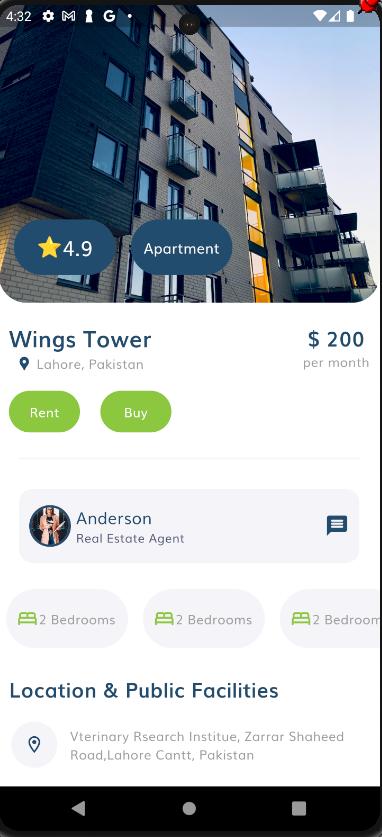 4:32
4.9
Apartment
Wings Tower
$ 200
Lahore, Pakistan
per month
Rent
Buy
Anderson
Real Estate Agent
2 Bedrooms
2 Bedrooms
2 Bedroom
Location & Public Facilities
Vterinary Rsearch Institue, Zarrar Shaheed
Road,Lahore Cantt, Pakistan